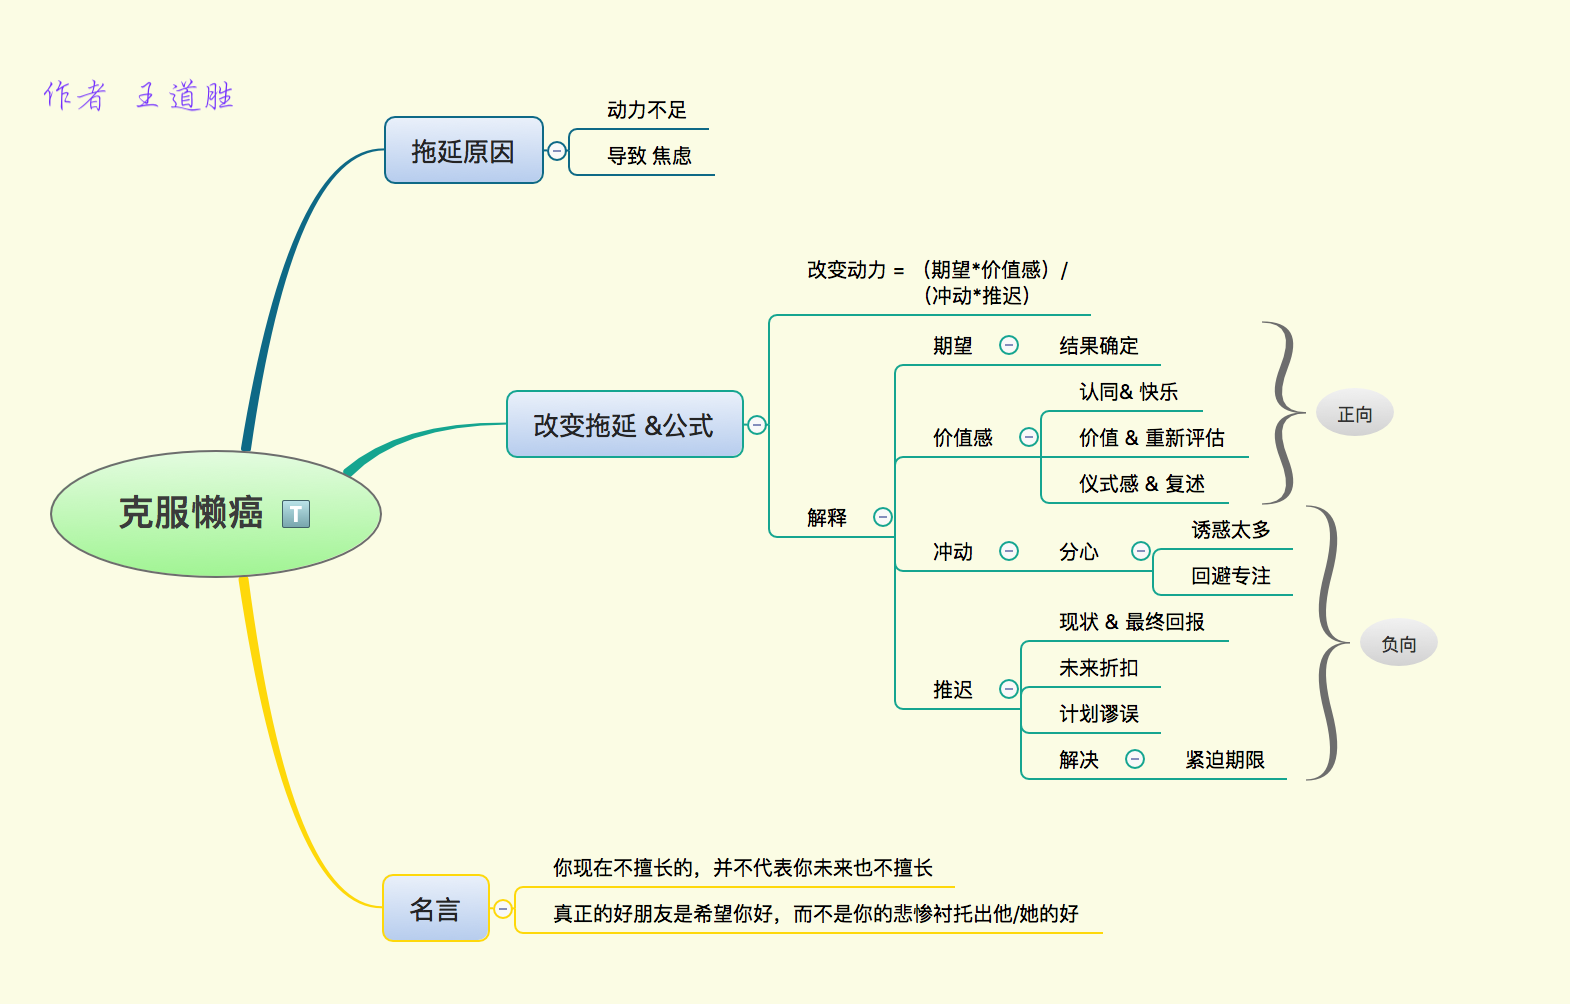 作者 王道胜
克服懒癌 T
拖延原因
动力不足
导致 焦虑
改变拖延 &公式
改变动力 = （期望*价值感）/
（冲动*推迟）
解释
期望
结果确定
价值感
认同& 快乐
价值 & 重新评估
仪式感 & 复述
正向
冲动
分心
诱惑太多
回避专注
推迟
现状 & 最终回报
未来折扣
计划谬误
解决
紧迫期限
负向
名言
你现在不擅长的，并不代表你未来也不擅长
真正的好朋友是希望你好，而不是你的悲惨衬托出他/她的好